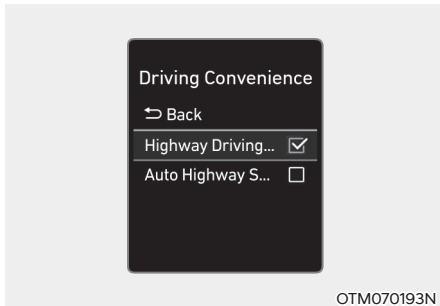 Driving Convenience
Back
Highway Driving...
Auto Highway S...
OTM070193N